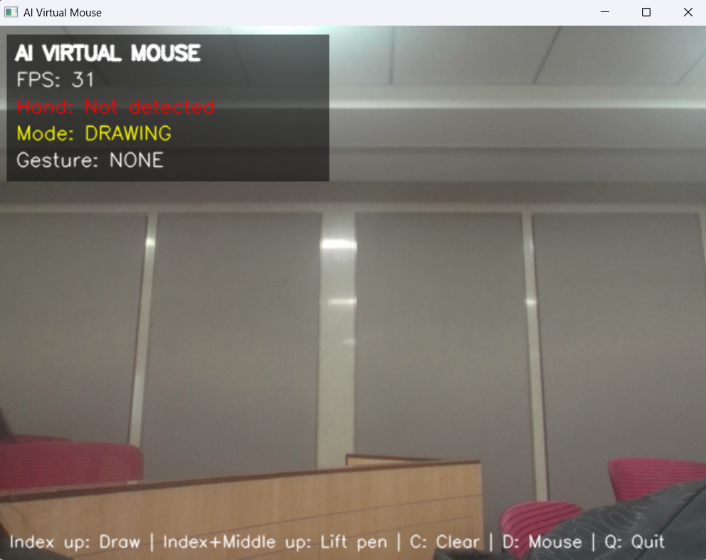 AI Virtual Mouse
AI VIRTUAL MOUSE
FPS: 31
Hand: Not detected
Mode: DRAWING
Gesture: NONE
Index up: Draw | Index+Middle up: Lift pen | C: Clear | D: Mouse | Q: Quit